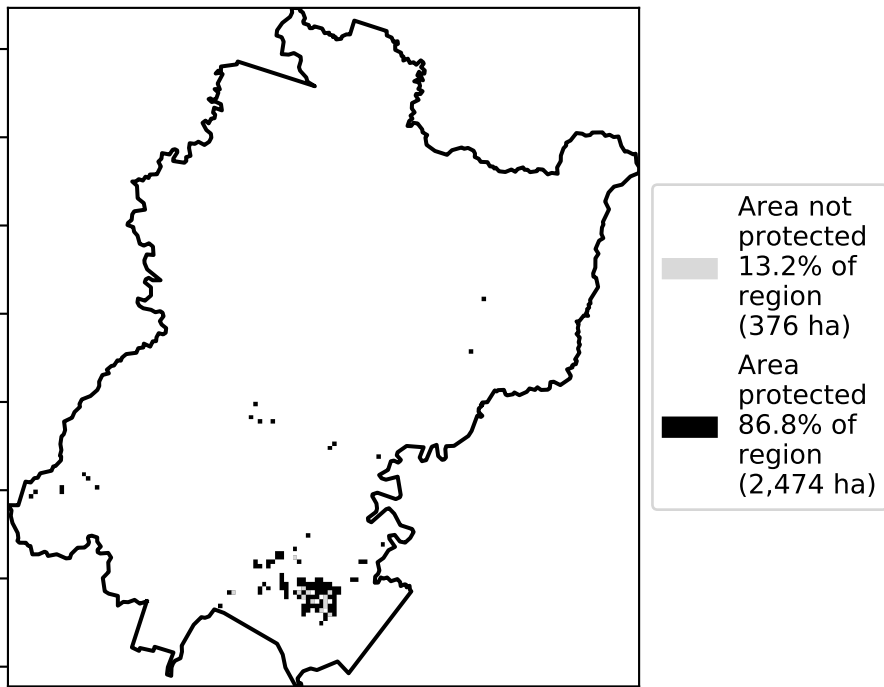 Area not
protected
13.2% of
region
(376 ha)
Area
protected
86.8% of
region
(2,474 ha)